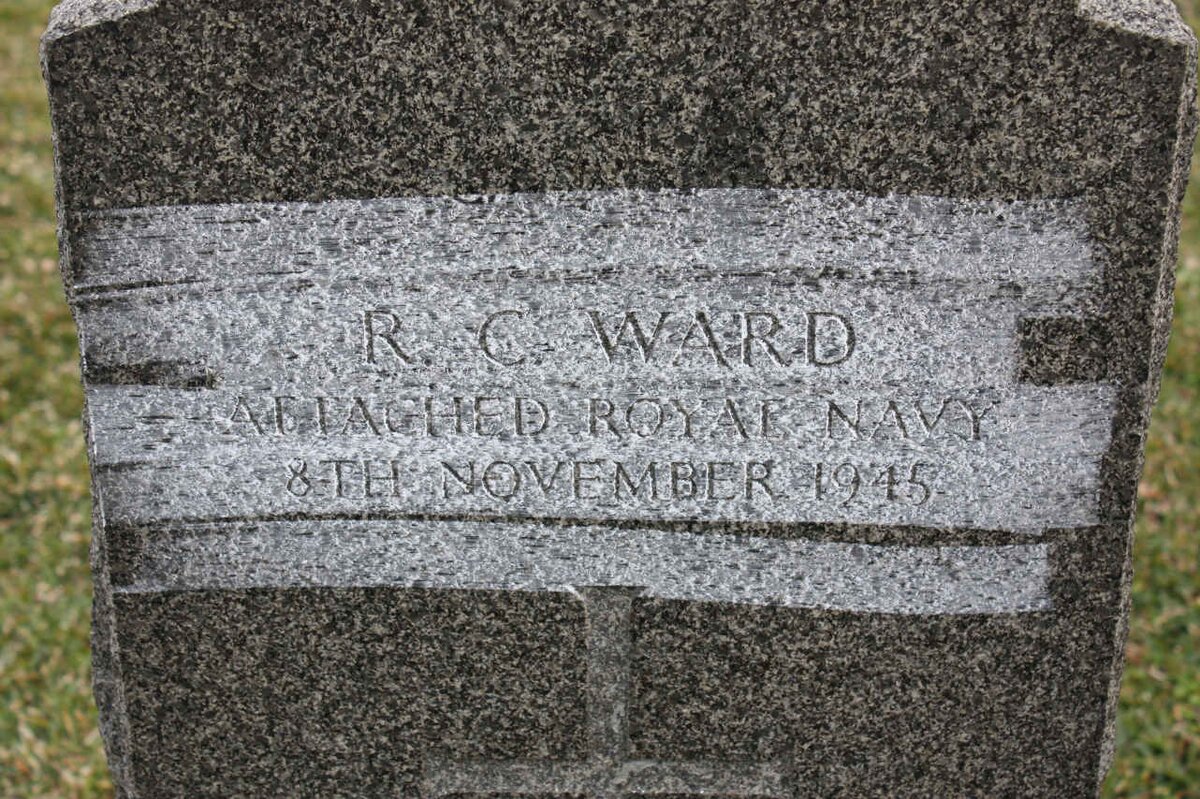 R. C. WARD
ATTACHED ROYAL NAVY
8TH NOVEMBER 1945